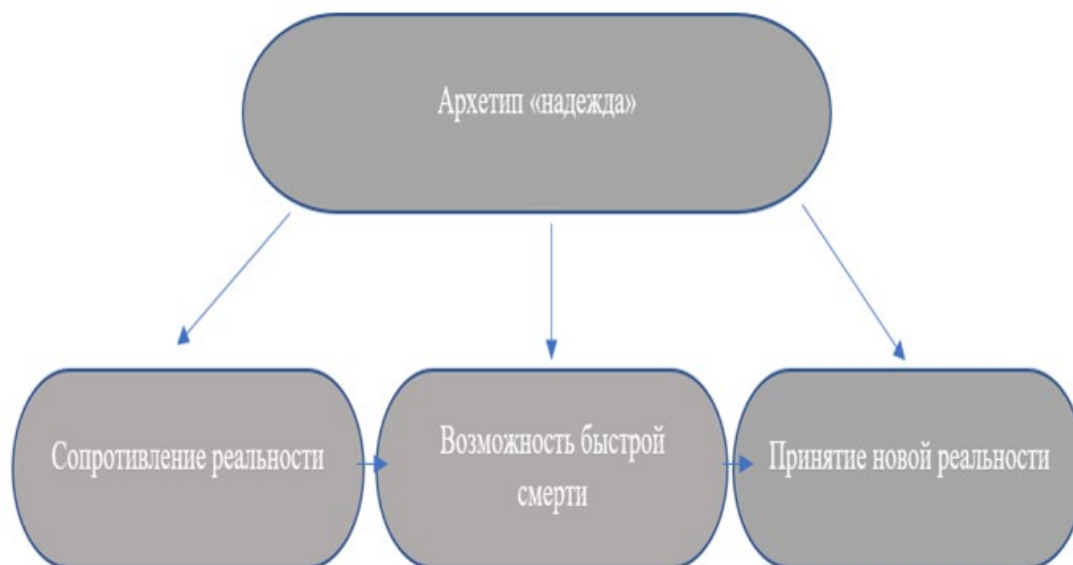 Архетип «надежда»
Сопротивление реальности
Возможность быстрой
смерти
Принятие новой реальности